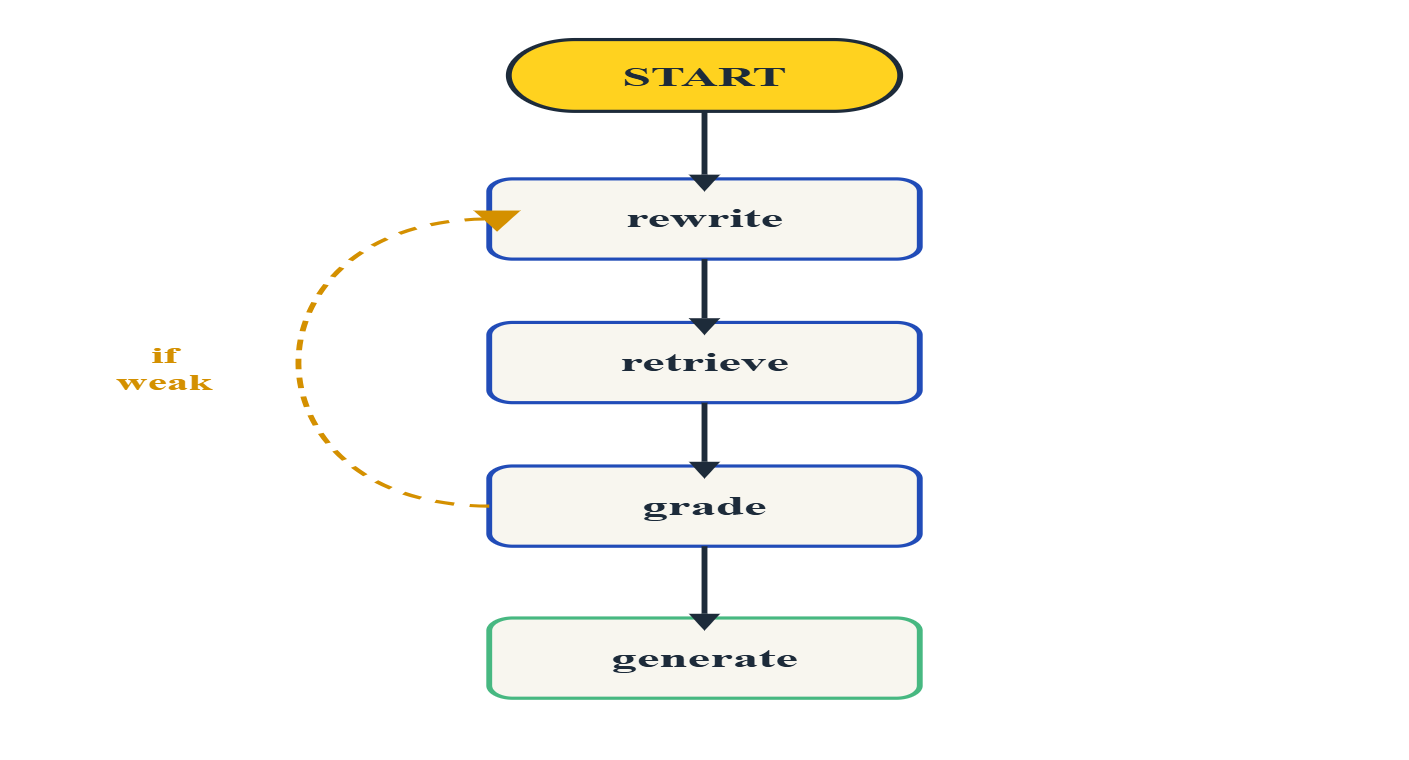 START
rewrite
retrieve
if
weak
grade
generate